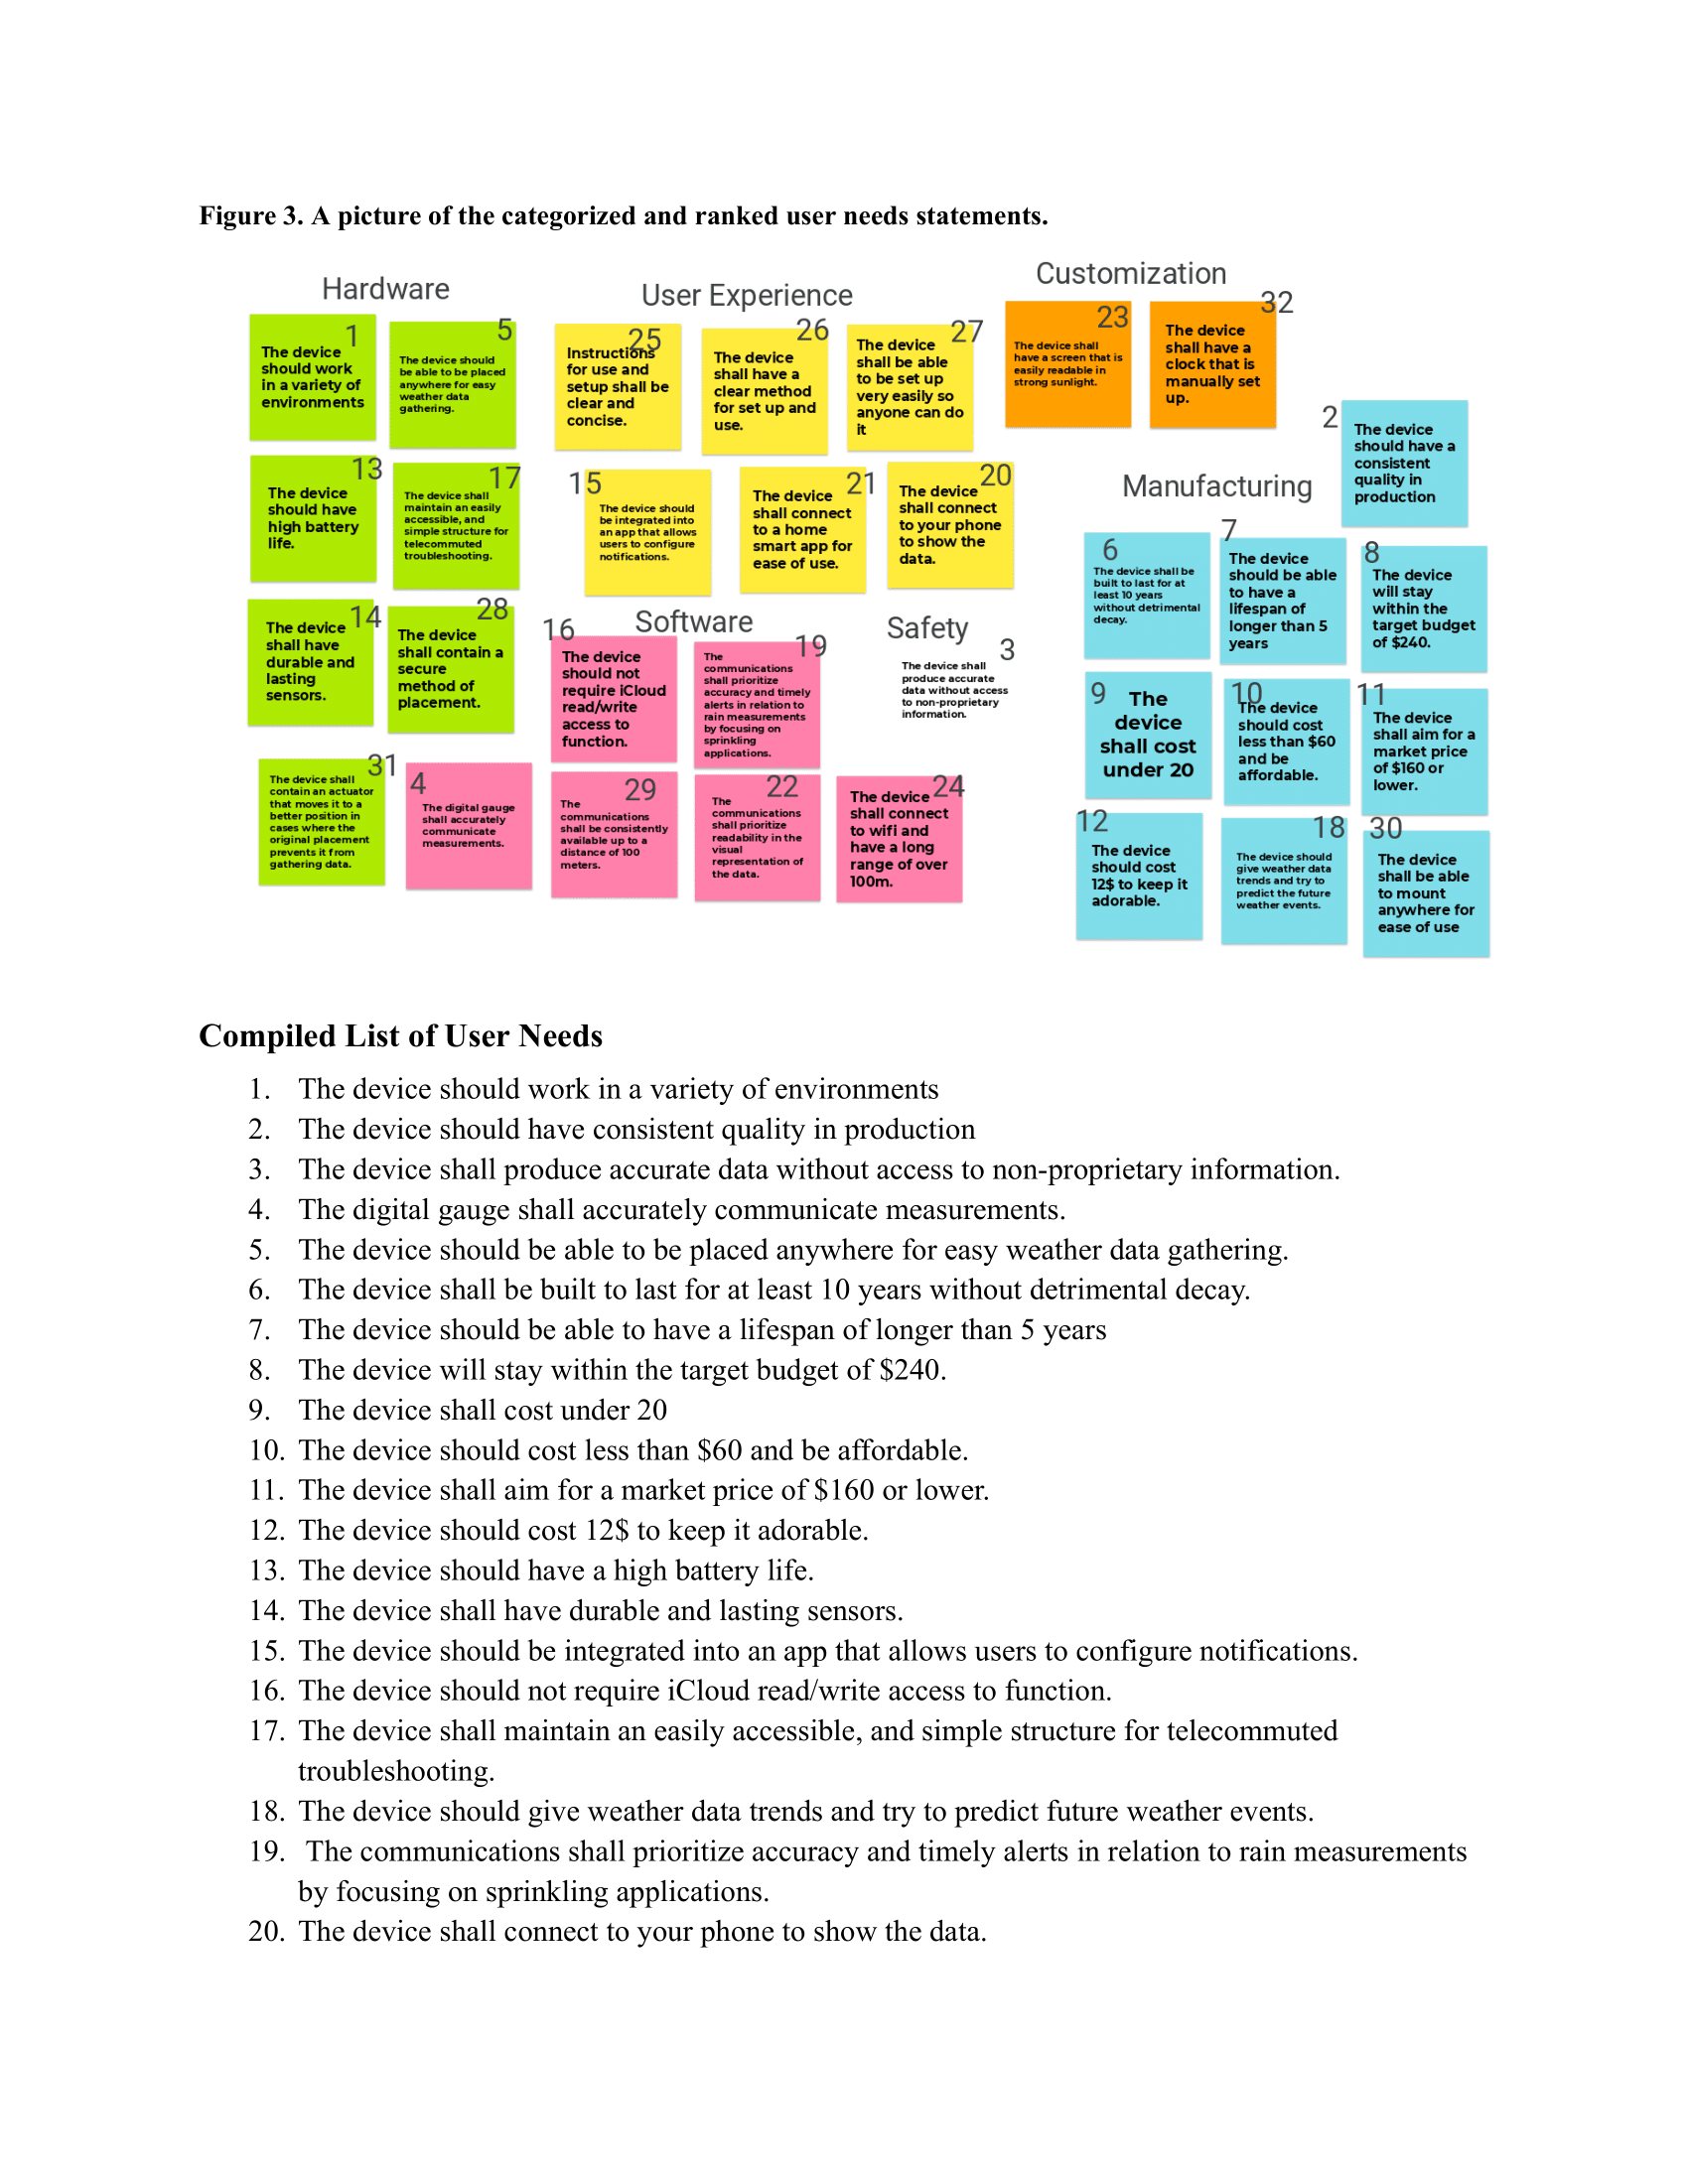 Figure 3. A picture of the categorized and ranked user needs statements.
Hardware
1
The device
should work
in a variety of
environments
5
The device should
be able to be placed
anywhere for easy
weather data
gathering.
13
The device
should have
high battery
life.
17
The device shall
maintain an easily
accessible, and
simple structure for
telecommuted
troubleshooting.
14
The device
shall have
durable and
lasting
sensors.
28
The device
shall contain a
secure
method of
placement.
31
The device shall
contain an actuator
that moves it to a
better position in
cases where the
original placement
prevents it from
gathering data.
User Experience
25
Instructions
for use and
setup shall be
clear and
concise.
26
The device
shall have a
clear method
for set up and
use.
27
The device
shall be able
to be set up
very easily so
anyone can do
it
15
The device should
be integrated into
an app that allows
users to configure
notifications.
21
The device
shall connect
to a home
smart app for
ease of use.
20
The device
shall connect
to your phone
to show the
data.
Software
16
The device
should not
require iCloud
read/write
access to
function.
19
The
communications
shall prioritize
accuracy and timely
alerts in relation to
rain measurements
by focusing on
sprinkling
applications.
4
The digital gauge
shall accurately
communicate
measurements.
29
The
communications
shall be consistently
available up to a
distance of 100
meters.
22
The
communications
shall prioritize
readability in the
visual
representation of
the data.
24
The device
shall connect
to wifi and
have a long
range of over
100m.
Safety
3
The device shall
produce accurate
data without access
to non-proprietary
information.
Customization
23
The device shall
have a screen that is
easily readable in
strong sunlight.
32
The device
shall have a
clock that is
manually set
up.
Manufacturing
2
The device
should have a
consistent
quality in
production
6
The device shall be
built to last for at
least 10 years
without detrimental
decay.
7
The device
should be able
to have a
lifespan of
longer than 5
years
8
The device
will stay
within the
target budget
of $240.
9
The
device
shall cost
under 20
10
The device
should cost
less than $60
and be
affordable.
11
The device
shall aim for a
market price
of $160 or
lower.
12
The device
should cost
12$ to keep it
adorable.
18
The device should
give weather data
trends and try to
predict the future
weather events.
30
The device
shall be able
to mount
anywhere for
ease of use
Compiled List of User Needs
1. The device should work in a variety of environments
2. The device should have consistent quality in production
3. The device shall produce accurate data without access to non-proprietary information.
4. The digital gauge shall accurately communicate measurements.
5. The device should be able to be placed anywhere for easy weather data gathering.
6. The device shall be built to last for at least 10 years without detrimental decay.
7. The device should be able to have a lifespan of longer than 5 years
8. The device will stay within the target budget of $240.
9. The device shall cost under 20
10. The device should cost less than $60 and be affordable.
11. The device shall aim for a market price of $160 or lower.
12. The device should cost 12$ to keep it adorable.
13. The device should have a high battery life.
14. The device shall have durable and lasting sensors.
15. The device should be integrated into an app that allows users to configure notifications.
16. The device should not require iCloud read/write access to function.
17. The device shall maintain an easily accessible, and simple structure for telecommuted
troubleshooting.
18. The device should give weather data trends and try to predict future weather events.
19. The communications shall prioritize accuracy and timely alerts in relation to rain measurements
by focusing on sprinkling applications.
20. The device shall connect to your phone to show the data.